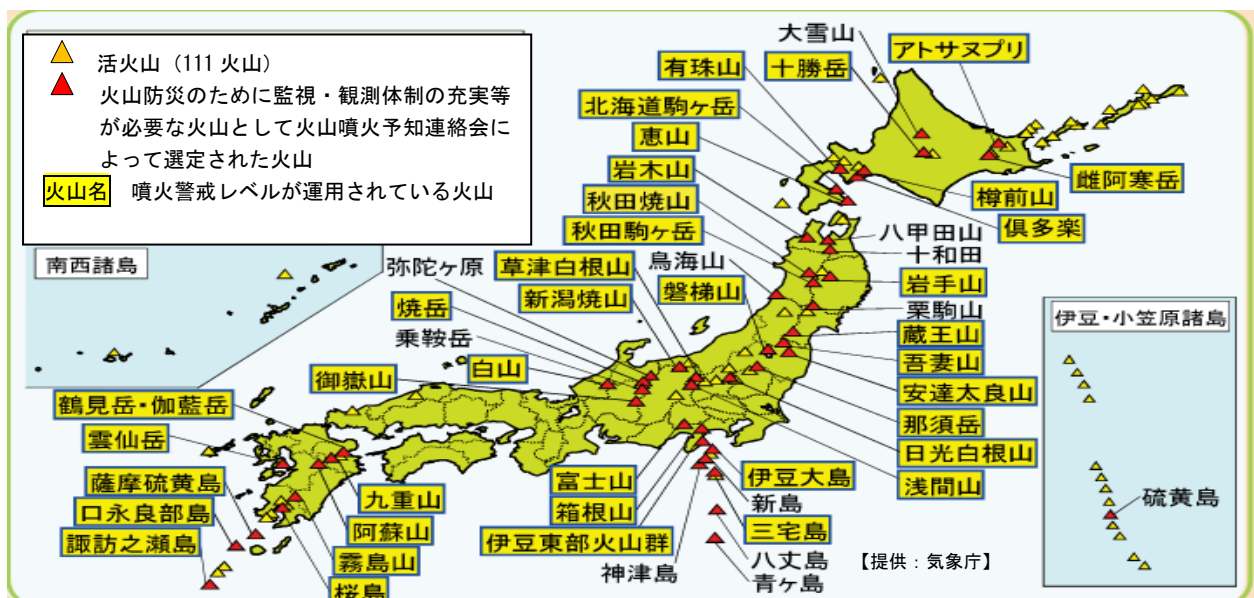 活火山（111 火山）
火山防災のために監視・観測体制の充実等
が必要な火山として火山噴火予知連絡会に
よって選定された火山
火山名 噴火警戒レベルが運用されている火山
南西諸島
大雪山
アトサヌプリ
有珠山
十勝岳
北海道駒ヶ岳
恵山
岩木山
秋田焼山
秋田駒ヶ岳
雌阿寒岳
樽前山
倶多楽
八甲田山
十和田
鳥海山
岩手山
栗駒山
弥陀ヶ原
草津白根山
新潟焼山
磐梯山
焼岳
乗鞍岳
白山
御嶽山
蔵王山
吾妻山
安達太良山
那須岳
日光白根山
浅間山
伊豆・小笠原諸島
硫黄島
鶴見岳・伽藍岳
雲仙岳
薩摩硫黄島
口永良部島
諏訪之瀬島
九重山
阿蘇山
霧島山
桜島
富士山
箱根山
伊豆東部火山群
神津島
伊豆大島
新島
三宅島
八丈島
青ヶ島
【提供：気象庁】